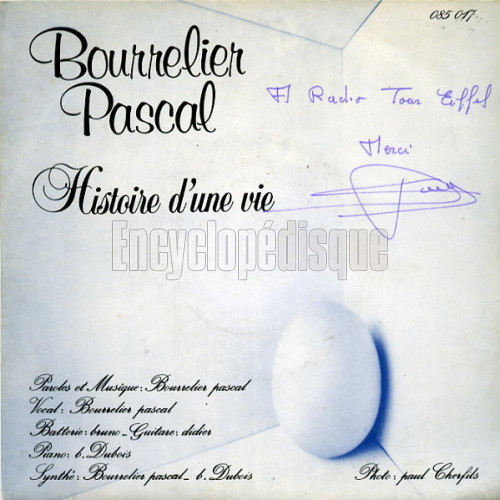 085 017
Bourrelier
Pascal
A Radio Tour Eiffel
Merci
Histoire d'une vie
Encyclopédisque
Paroles et Musique: Bourrelier pascal
Vocal: Bourrelier pascal
Batterie: bruno_Guitare: didier
Piano: b. Dubois
Synthé: Bourrelier pascal_ b. Dubois
Photo: paul Cherfils